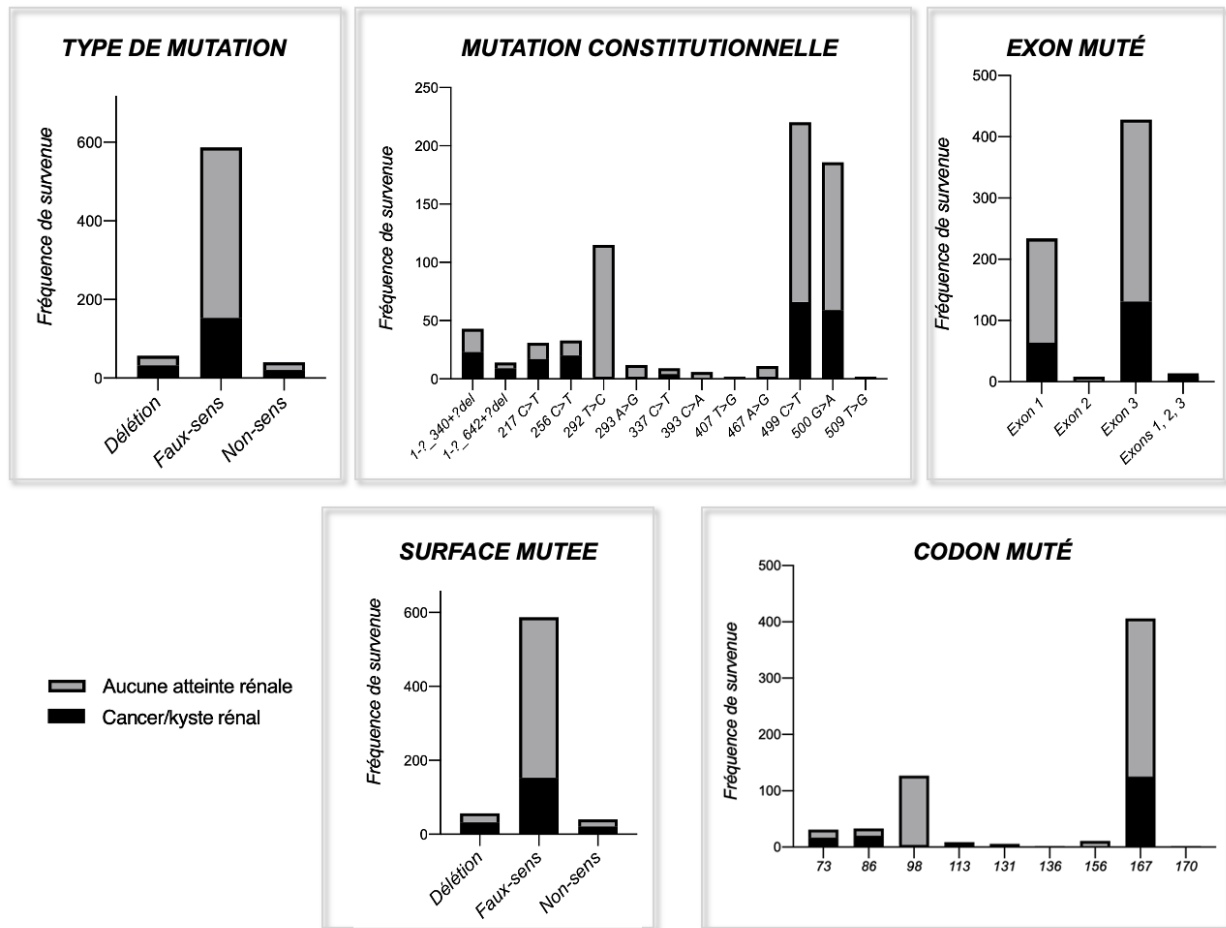 TYPE DE MUTATION
Fréquence de survenue
600
400
200
0
Délétion
Faux-sens
Non-sens
MUTATION CONSTITUTIONNELLE
Fréquence de survenue
250
200
150
100
50
0
1-?_340+?del
1-?_642+?del
217 C>T
256 C>T
292 T>C
293 A>G
337 C>T
393 C>A
407 T>G
467 A>G
499 C>T
500 G>A
509 T>G
EXON MUTÉ
Fréquence de survenue
500
400
300
200
100
0
Exon 1
Exon 2
Exon 3
Exons 1, 2, 3
Aucune atteinte rénale
Cancer/kyste rénal
SURFACE MUTEE
Fréquence de survenue
600
400
200
0
Délétion
Faux-sens
Non-sens
CODON MUTÉ
Fréquence de survenue
500
400
300
200
100
0
73 86 98 113 131 136 156 167 170